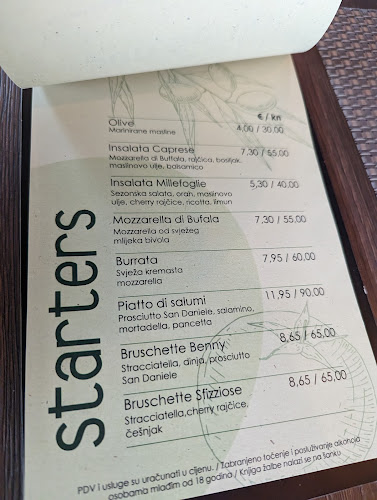 starters
€ / kn
Olive 4,00 / 30,00
Marinirane masline
Insalata Caprese 7,30 / 55,00
Mozzarella di Buffala, rajčica, bosiljak,
maslinovo ulje, balsamico
Insalata Millefoglie 5,30 / 40,00
Sezonska salata, orah, maslinovo
ulje, cherry rajčice, ricotta, limun
Mozzarella di Bufala 7,30 / 55,00
Mozzarella od svježeg
mlijeka bivola
Burrata 7,95 / 60,00
Svježa kremasta
mozzarella
Piatto di salumi 11,95 / 90,00
Prosciutto San Daniele, salamino,
mortadella, pancetta
Bruschette Benny 8,65 / 65,00
Stracciatella, dinja, prosciutto
San Daniele
Bruschette Sfizziose 8,65 / 65,00
Stracciatella,cherry rajčice,
češnjak
PDV i usluge su uračunati u cijenu. / Zabranjeno točenje i posluživanje alkohola
osobama mlađim od 18 godina / Knjiga žalbe nalazi se na šanku